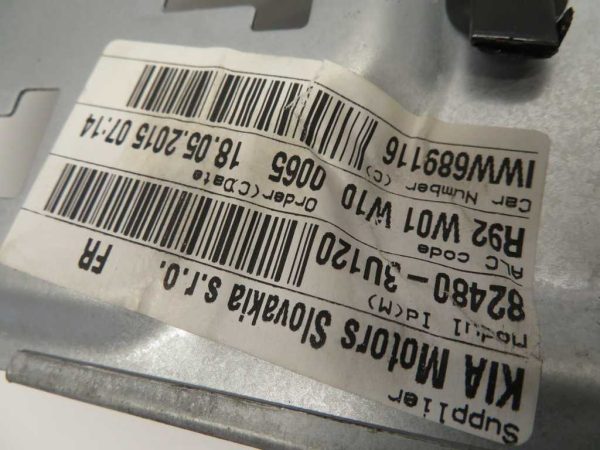 Supplier
KIA Motors Slovakia s.r.o.
Modul Id(M)
82480-3U120 FR
ALC code Order(C)Date
R92 W01 W10 0065 18.05.2015 07:14
Car Number (C)
IWW689116